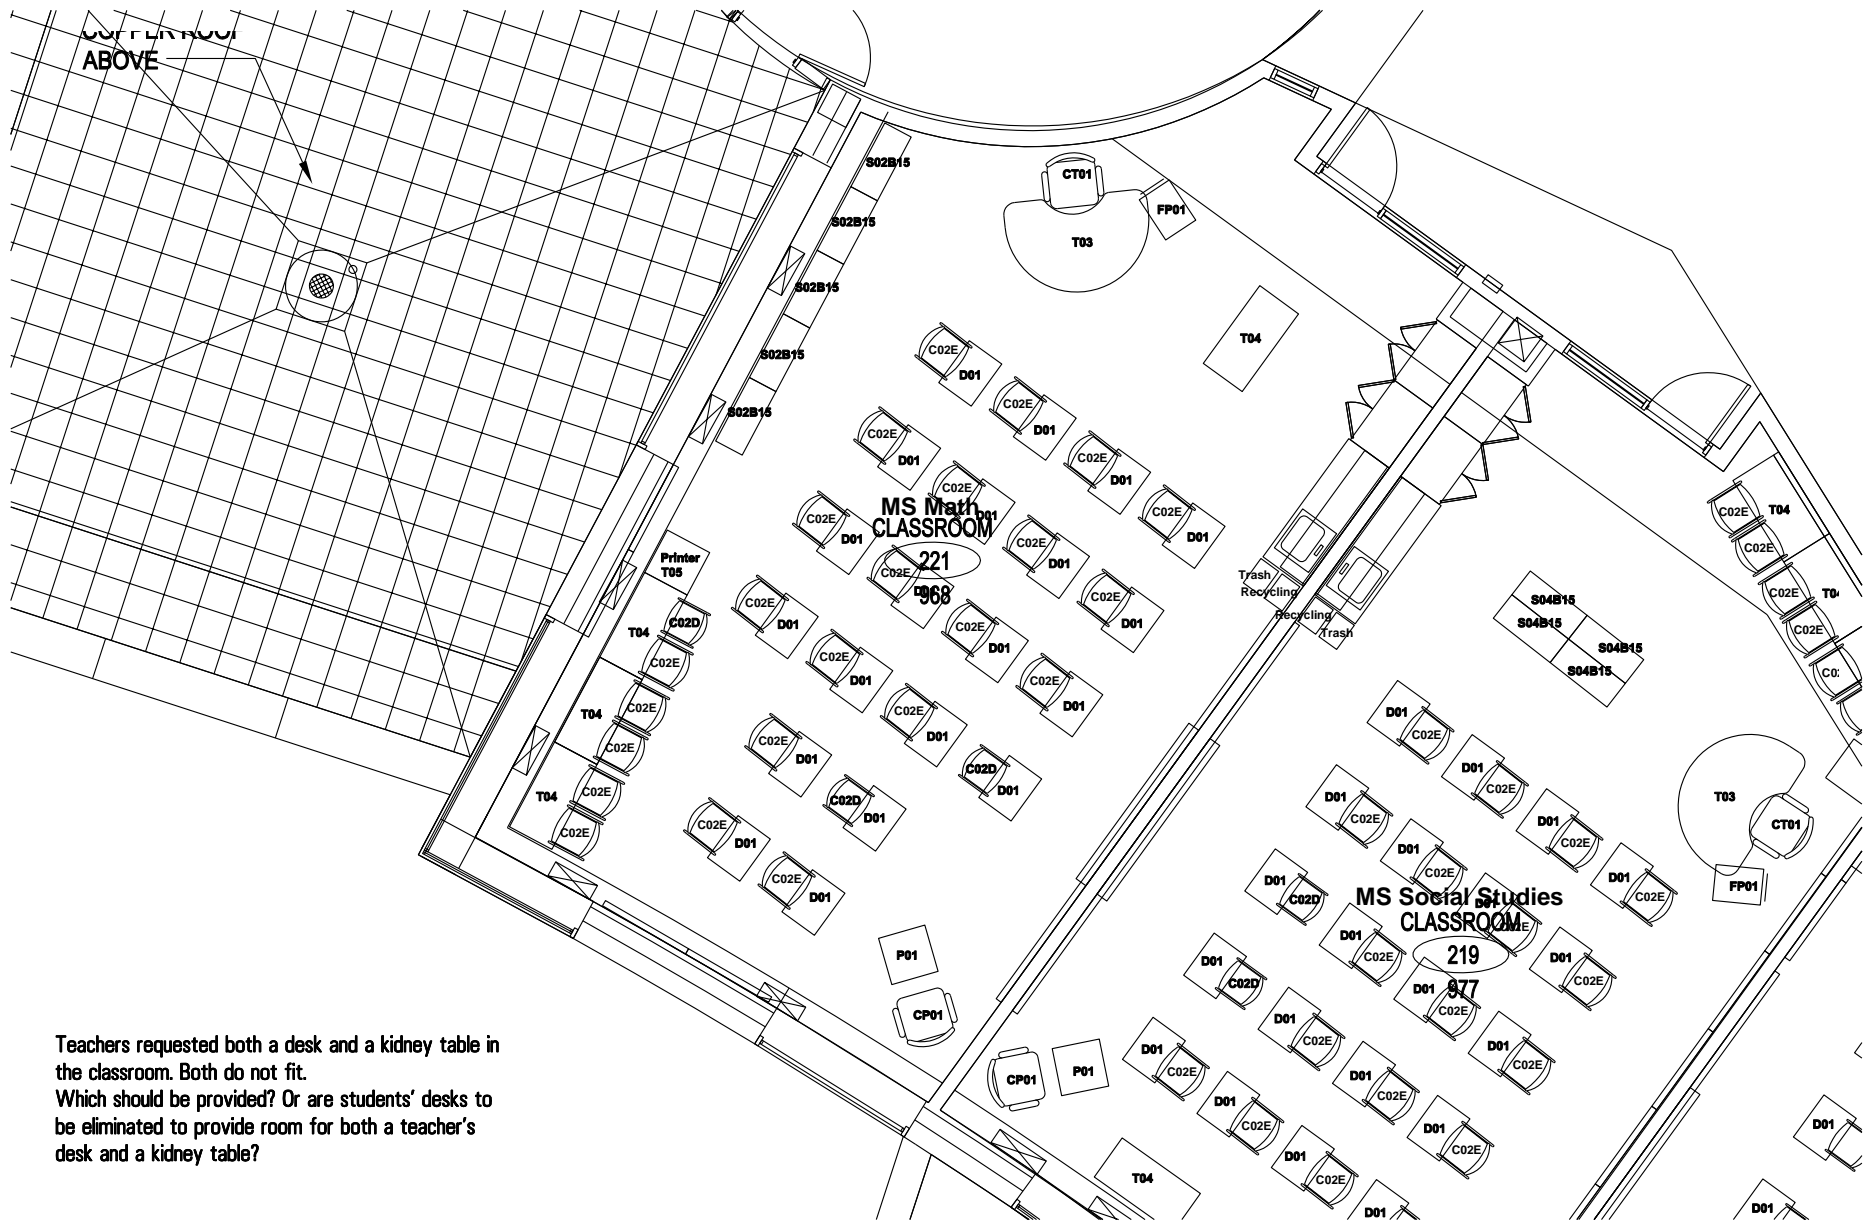 COPPER ROOF
ABOVE
S02B15
S02B15
S02B15
S02B15
S02B15
CT01
FP01
T03
T04
C02E
D01
C02E
D01
C02E
D01
C02E
D01
C02E
D01
C02E
D01
C02E
D01
C02E
D01
C02E
D01
C02E
D01
C02E
D01
C02E
D01
C02E
D01
C02E
D01
C02E
D01
C02D
D01
C02E
D01
C02D
D01
C02E
D01
C02E
D01
MS Math
CLASSROOM
221
968
Printer
T05
T04
C02D
C02E
T04
C02E
C02E
T04
C02E
C02E
P01
CP01
Trash
Recycling
Recycling
Trash
S04B15
S04B15
S04B15
S04B15
C02E
T04
C02E
C02E
C02E
T03
CT01
FP01
D01
C02E
D01
C02E
D01
C02E
D01
C02E
D01
C02E
D01
C02E
D01
C02E
D01
C02E
D01
C02D
D01
C02E
D01
C02E
D01
C02E
D01
C02D
D01
C02E
D01
C02E
D01
C02E
D01
C02E
D01
C02E
D01
C02E
D01
D01
D01
MS Social Studies
CLASSROOM
219
977
CP01
P01
T04
Teachers requested both a desk and a kidney table in
the classroom. Both do not fit.
Which should be provided? Or are students' desks to
be eliminated to provide room for both a teacher's
desk and a kidney table?